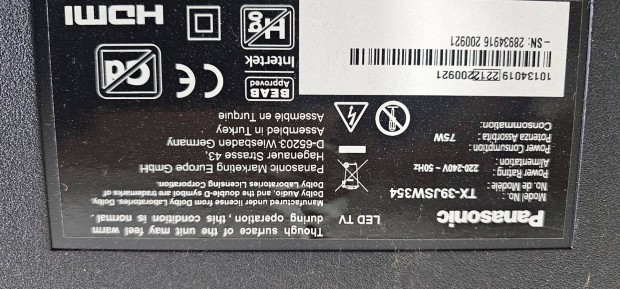 Panasonic
Model No. :
No. de Modèle :
TX-39JSW354
Power Rating :
Alimentation :
220-240V ~ 50Hz
Power Consumption :
Potenza Assorbita :
Consommation:
75W
LED TV
Though the surface of the unit may feel warm
during operation, this condition is normal.
Manufactured under license from Dolby Laboratories. Dolby,
Dolby Audio, and the double-D symbol are trademarks of
Dolby Laboratories Licensing Corporation.
Panasonic Marketing Europe GmbH
Hagenauer Strasse 43,
D-65203-Wiesbaden Germany
Assembled in Turkey
Assemblé en Turquie
BEAB
Approved
Intertek
CE
Cd
Hg
HDMI
10134019 2212 200921
SN: 28934916 200921